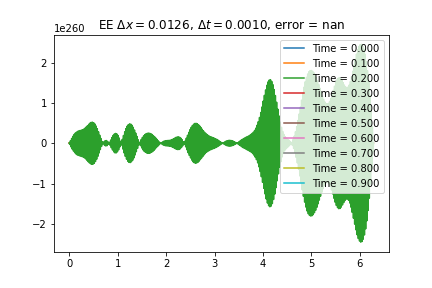 EE Δx = 0.0126, Δt = 0.0010, error = nan
1e260
Time = 0.000
Time = 0.100
Time = 0.200
Time = 0.300
Time = 0.400
Time = 0.500
Time = 0.600
Time = 0.700
Time = 0.800
Time = 0.900
2
1
0
−1
−2
0 1 2 3 4 5 6